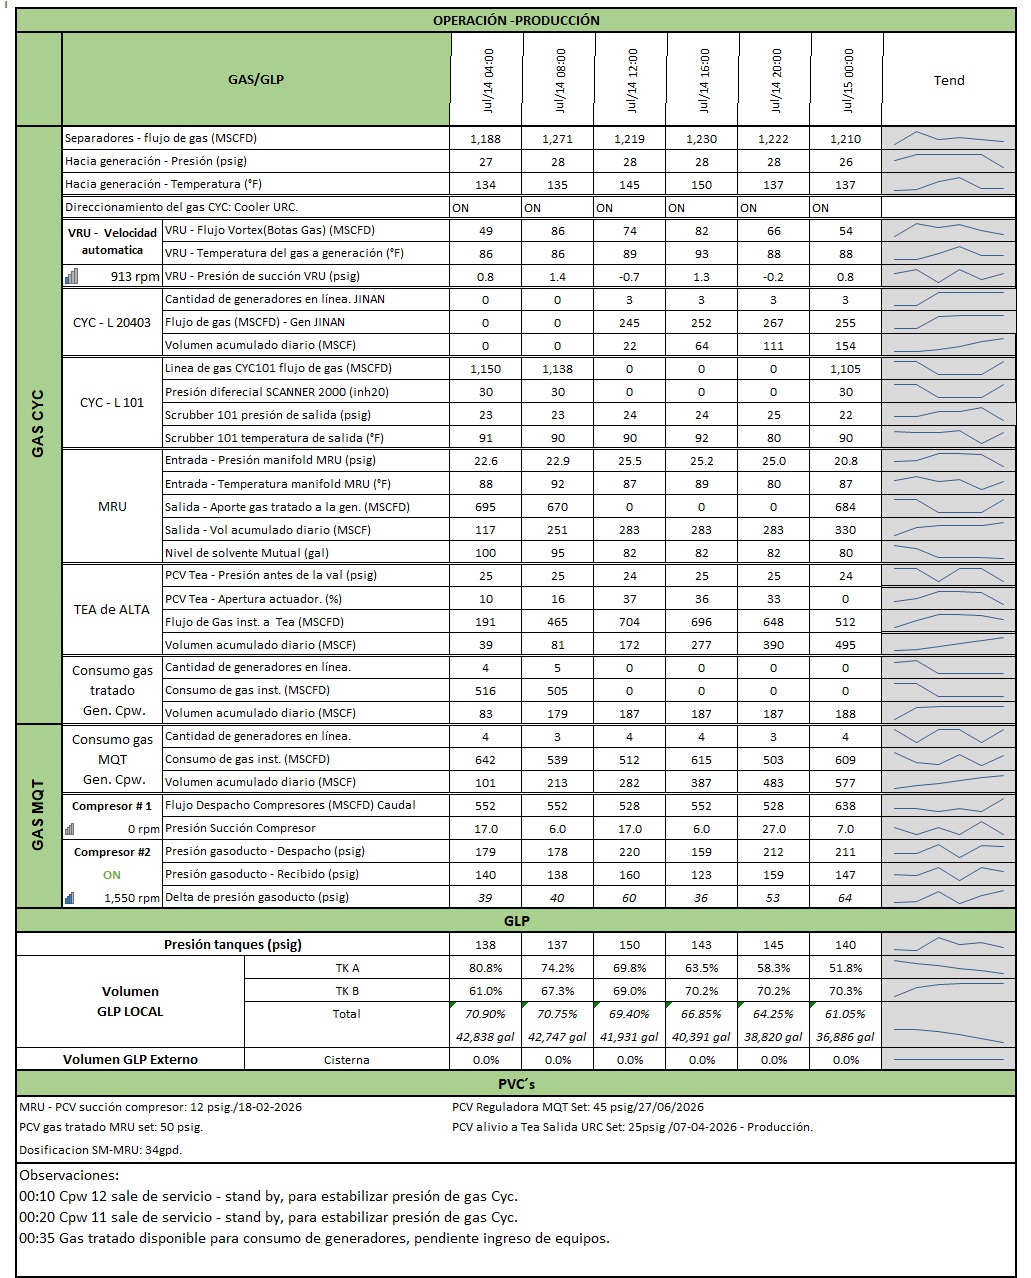 OPERACIÓN -PRODUCCIÓN
GAS/GLP Jul/14 04:00 Jul/14 08:00 Jul/14 12:00 Jul/14 16:00 Jul/14 20:00 Jul/15 00:00 Tend
GAS CYC
Separadores - flujo de gas (MSCFD) 1,188 1,271 1,219 1,230 1,222 1,210
Hacia generación - Presión (psig) 27 28 28 28 28 26
Hacia generación - Temperatura (°F) 134 135 145 150 137 137
Direccionamiento del gas CYC: Cooler URC. ON ON ON ON ON ON
VRU - Velocidad automatica
913 rpm
VRU - Flujo Vortex(Botas Gas) (MSCFD) 49 86 74 82 66 54
VRU - Temperatura del gas a generación (°F) 86 86 89 93 88 88
VRU - Presión de succión VRU (psig) 0.8 1.4 -0.7 1.3 -0.2 0.8
CYC - L 20403
Cantidad de generadores en línea. JINAN 0 0 3 3 3 3
Flujo de gas (MSCFD) - Gen JINAN 0 0 245 252 267 255
Volumen acumulado diario (MSCF) 0 0 22 64 111 154
CYC - L 101
Linea de gas CYC101 flujo de gas (MSCFD) 1,150 1,138 0 0 0 1,105
Presión diferecial SCANNER 2000 (inh20) 30 30 0 0 0 30
Scrubber 101 presión de salida (psig) 23 23 24 24 25 22
Scrubber 101 temperatura de salida (°F) 91 90 90 92 80 90
MRU
Entrada - Presión manifold MRU (psig) 22.6 22.9 25.5 25.2 25.0 20.8
Entrada - Temperatura manifold MRU (°F) 88 92 87 89 80 87
Salida - Aporte gas tratado a la gen. (MSCFD) 695 670 0 0 0 684
Salida - Vol acumulado diario (MSCF) 117 251 283 283 283 330
Nivel de solvente Mutual (gal) 100 95 82 82 82 80
TEA de ALTA
PCV Tea - Presión antes de la val (psig) 25 25 24 25 25 24
PCV Tea - Apertura actuador. (%) 10 16 37 36 33 0
Flujo de Gas inst. a Tea (MSCFD) 191 465 704 696 648 512
Volumen acumulado diario (MSCF) 39 81 172 277 390 495
Consumo gas tratado Gen. Cpw.
Cantidad de generadores en línea. 4 5 0 0 0 0
Consumo de gas inst. (MSCFD) 516 505 0 0 0 0
Volumen acumulado diario (MSCF) 83 179 187 187 187 188
GAS MQT
Consumo gas MQT Gen. Cpw.
Cantidad de generadores en línea. 4 3 4 4 3 4
Consumo de gas inst. (MSCFD) 642 539 512 615 503 609
Volumen acumulado diario (MSCF) 101 213 282 387 483 577
Compresor # 1
0 rpm
Flujo Despacho Compresores (MSCFD) Caudal 552 552 528 552 528 638
Presión Succión Compresor 17.0 6.0 17.0 6.0 27.0 7.0
Compresor #2
ON
1,550 rpm
Presión gasoducto - Despacho (psig) 179 178 220 159 212 211
Presión gasoducto - Recibido (psig) 140 138 160 123 159 147
Delta de presión gasoducto (psig) 39 40 60 36 53 64
GLP
Presión tanques (psig) 138 137 150 143 145 140
Volumen
GLP LOCAL
TK A 80.8% 74.2% 69.8% 63.5% 58.3% 51.8%
TK B 61.0% 67.3% 69.0% 70.2% 70.2% 70.3%
Total 70.90% 70.75% 69.40% 66.85% 64.25% 61.05%
42,838 gal 42,747 gal 41,931 gal 40,391 gal 38,820 gal 36,886 gal
Volumen GLP Externo Cisterna 0.0% 0.0% 0.0% 0.0% 0.0% 0.0%
PVC´s
MRU - PCV succión compresor: 12 psig./18-02-2026 PCV Reguladora MQT Set: 45 psig/27/06/2026
PCV gas tratado MRU set: 50 psig. PCV alivio a Tea Salida URC Set: 25psig /07-04-2026 - Producción.
Dosificacion SM-MRU: 34gpd.
Observaciones:
00:10 Cpw 12 sale de servicio - stand by, para estabilizar presión de gas Cyc.
00:20 Cpw 11 sale de servicio - stand by, para estabilizar presión de gas Cyc.
00:35 Gas tratado disponible para consumo de generadores, pendiente ingreso de equipos.